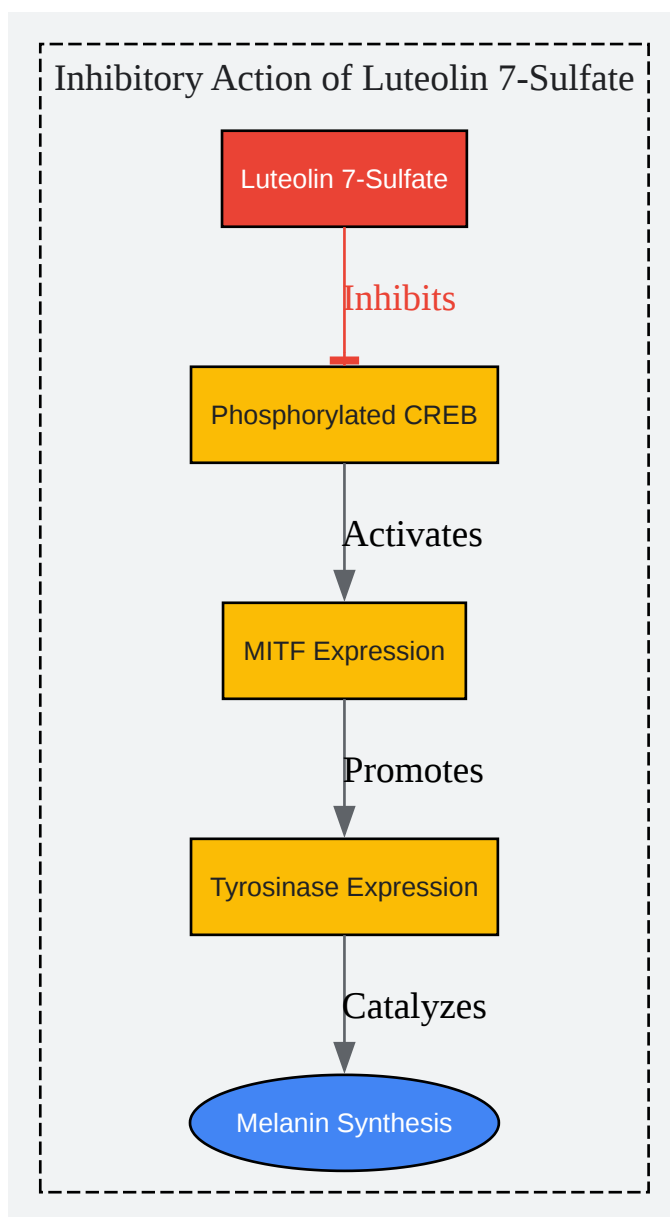 Inhibitory Action of Luteolin 7-Sulfate
Luteolin 7-Sulfate
Inhibits
Phosphorylated CREB
Activates
MITF Expression
Promotes
Tyrosinase Expression
Catalyzes
Melanin Synthesis